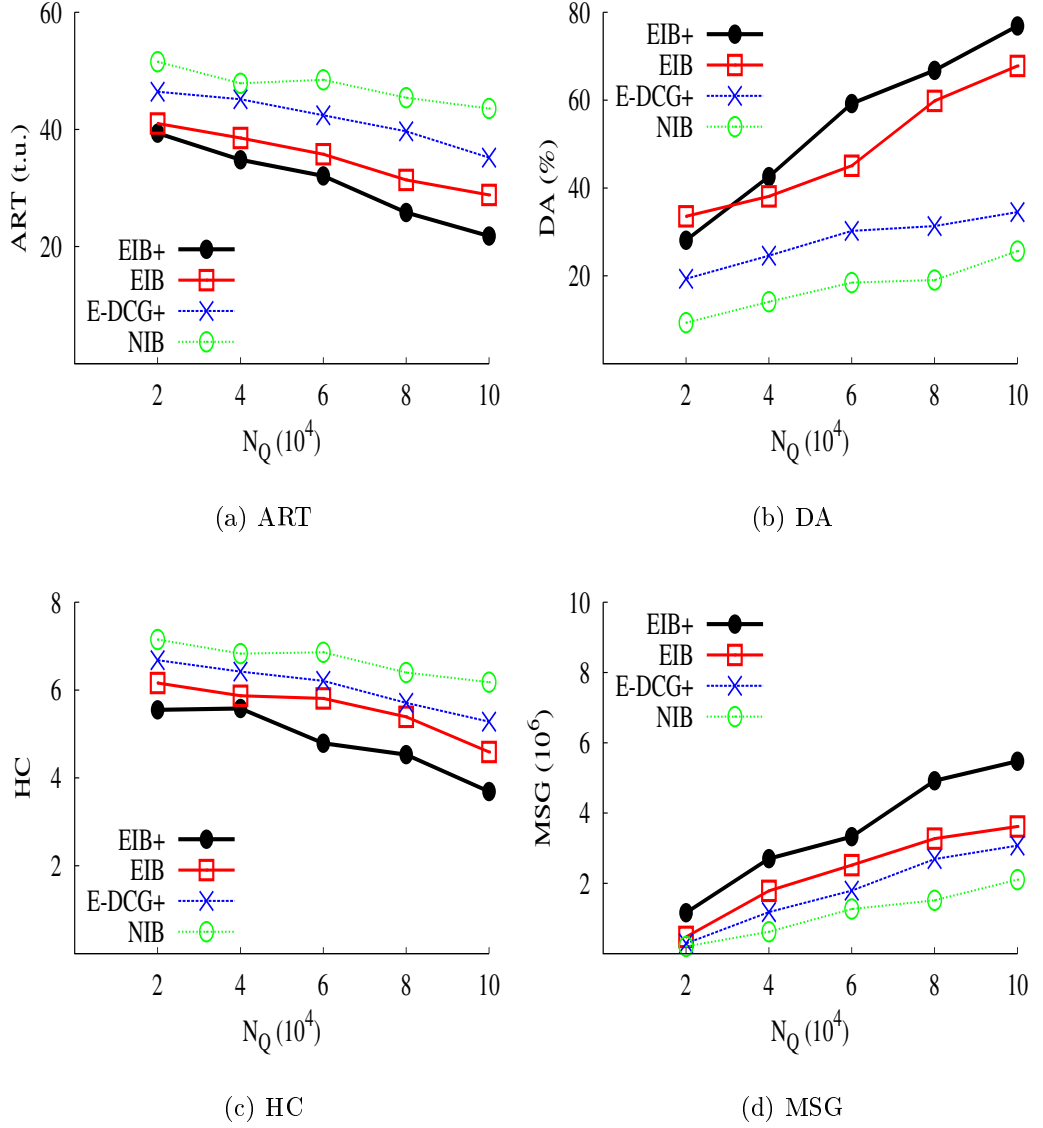 60
40
20
ART (t.u.)
EIB+
EIB
E-DCG+
NIB
2 4 6 8 10
N_Q (10^4)
(a) ART
80
60
40
20
DA (%)
EIB+
EIB
E-DCG+
NIB
2 4 6 8 10
N_Q (10^4)
(b) DA
8
6
4
2
HC
EIB+
EIB
E-DCG+
NIB
2 4 6 8 10
N_Q (10^4)
(c) HC
10
8
6
4
2
MSG (10^6)
EIB+
EIB
E-DCG+
NIB
2 4 6 8 10
N_Q (10^4)
(d) MSG